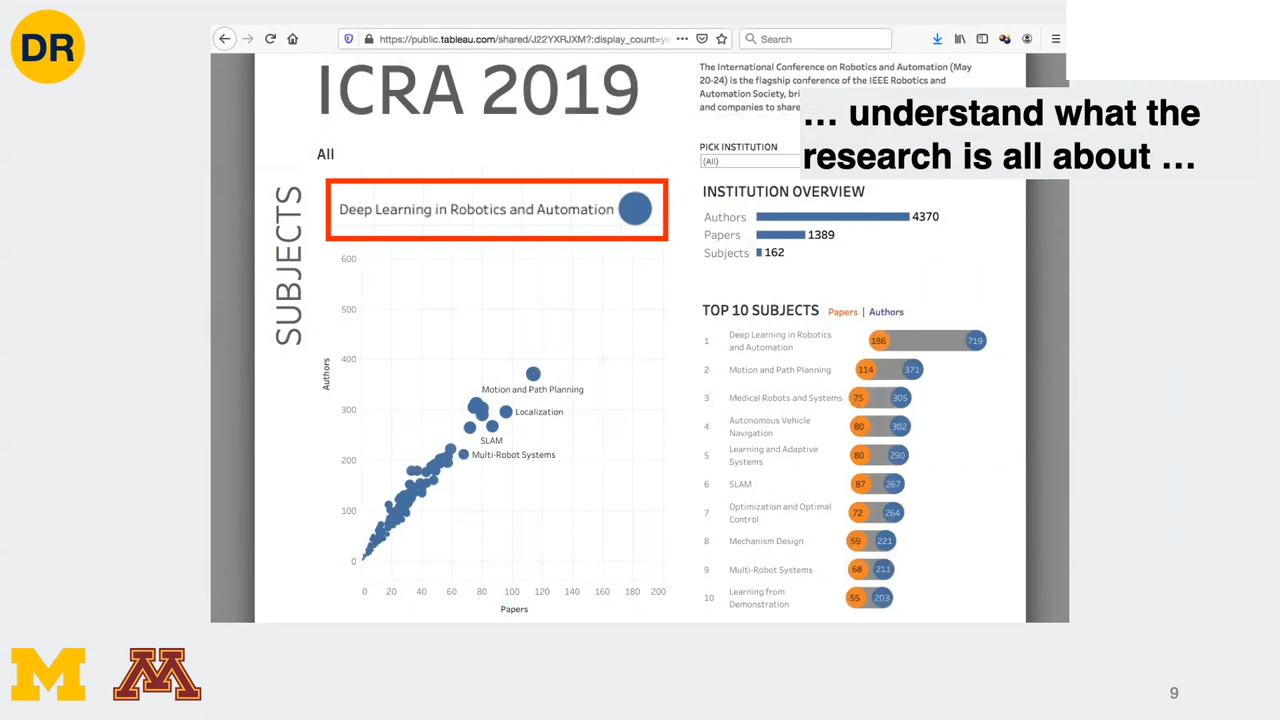 DR
https://public.tableau.com/shared/J22YXRJXM?:display_count=y
Search
ICRA 2019
The International Conference on Robotics and Automation (May
20-24) is the flagship conference of the IEEE Robotics and
Automation Society,
and companies to share
… understand what the
research is all about …
All
PICK INSTITUTION
(All)
SUBJECTS
Deep Learning in Robotics and Automation
600
500
400
300
200
100
0
Authors
Motion and Path Planning
Localization
SLAM
Multi-Robot Systems
0 20 40 60 80 100 120 140 160 180 200
Papers
INSTITUTION OVERVIEW
Authors 4370
Papers 1389
Subjects 162
TOP 10 SUBJECTS Papers | Authors
1 Deep Learning in Robotics
and Automation 186 719
2 Motion and Path Planning 114 371
3 Medical Robots and Systems 75 305
4 Autonomous Vehicle
Navigation 80 302
5 Learning and Adaptive
Systems 80 290
6 SLAM 87 267
7 Optimization and Optimal
Control 72 264
8 Mechanism Design 59 221
9 Multi-Robot Systems 68 211
10 Learning from
Demonstration 55 203
M M
9